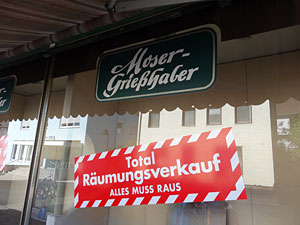 Moser-
Grießhaber
Total
Räumungsverkauf
ALLES MUSS RAUS